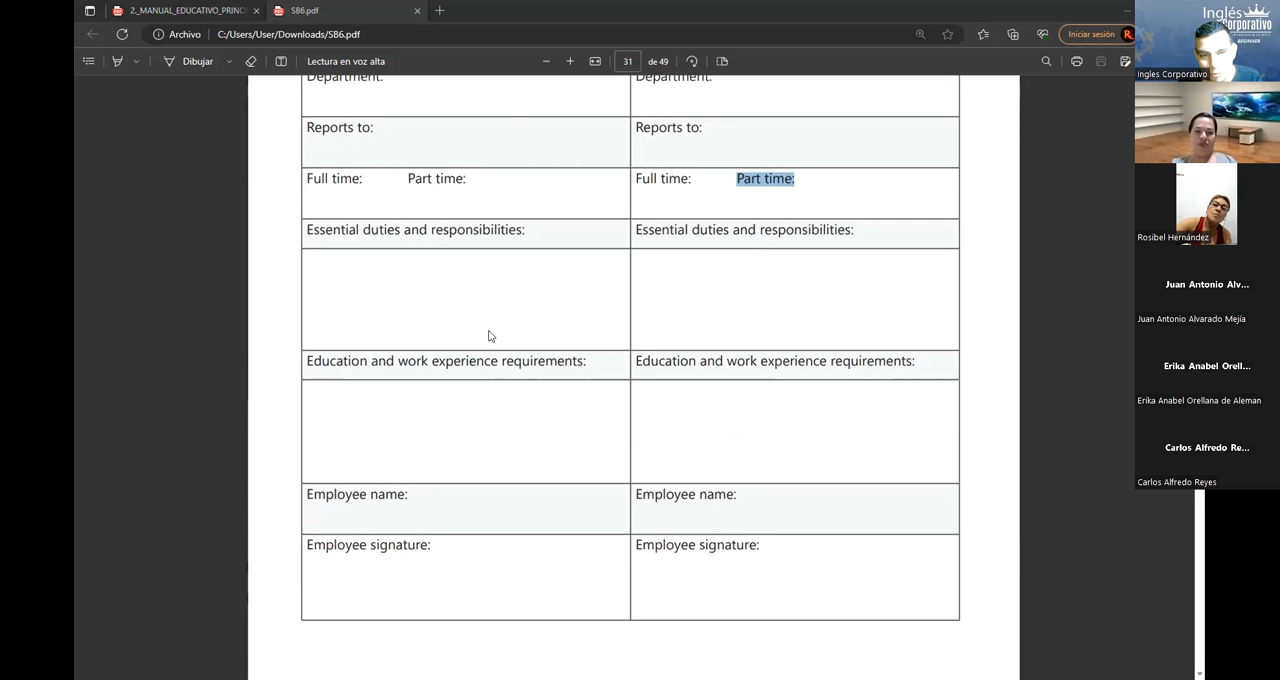 2._MANUAL_EDUCATIVO_PRINC
SB6.pdf
Archivo
C:/Users/User/Downloads/SB6.pdf
Iniciar sesión
R
Dibujar
Lectura en voz alta
31
de 49
Department:
Department:
Reports to:
Reports to:
Full time: Part time:
Full time: Part time:
Essential duties and responsibilities:
Essential duties and responsibilities:
Education and work experience requirements:
Education and work experience requirements:
Employee name:
Employee name:
Employee signature:
Employee signature:
Inglés
Corporativo
BEGINNER
Ingles Corporativo
Rosibel Hernández
Juan Antonio Alv...
Juan Antonio Alvarado Mejía
Erika Anabel Orell...
Erika Anabel Orellana de Aleman
Carlos Alfredo Re...
Carlos Alfredo Reyes